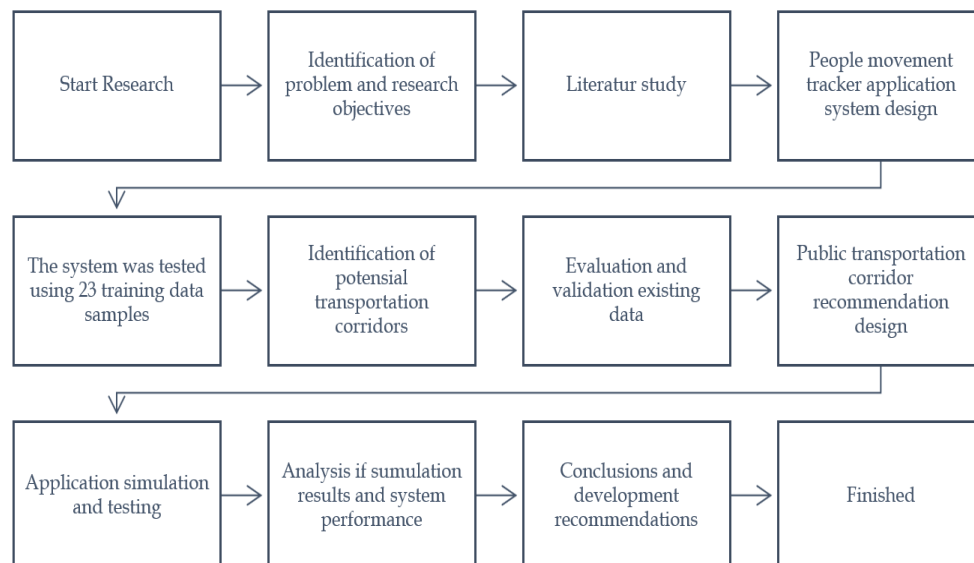 Start Research
Identification of
problem and research
objectives
Literatur study
People movement
tracker application
system design
The system was tested
using 23 training data
samples
Identification of
potensial
transportation
corridors
Evaluation and
validation existing
data
Public transportation
corridor
recommendation
design
Application simulation
and testing
Analysis if sumulation
results and system
performance
Conclusions and
development
recommendations
Finished